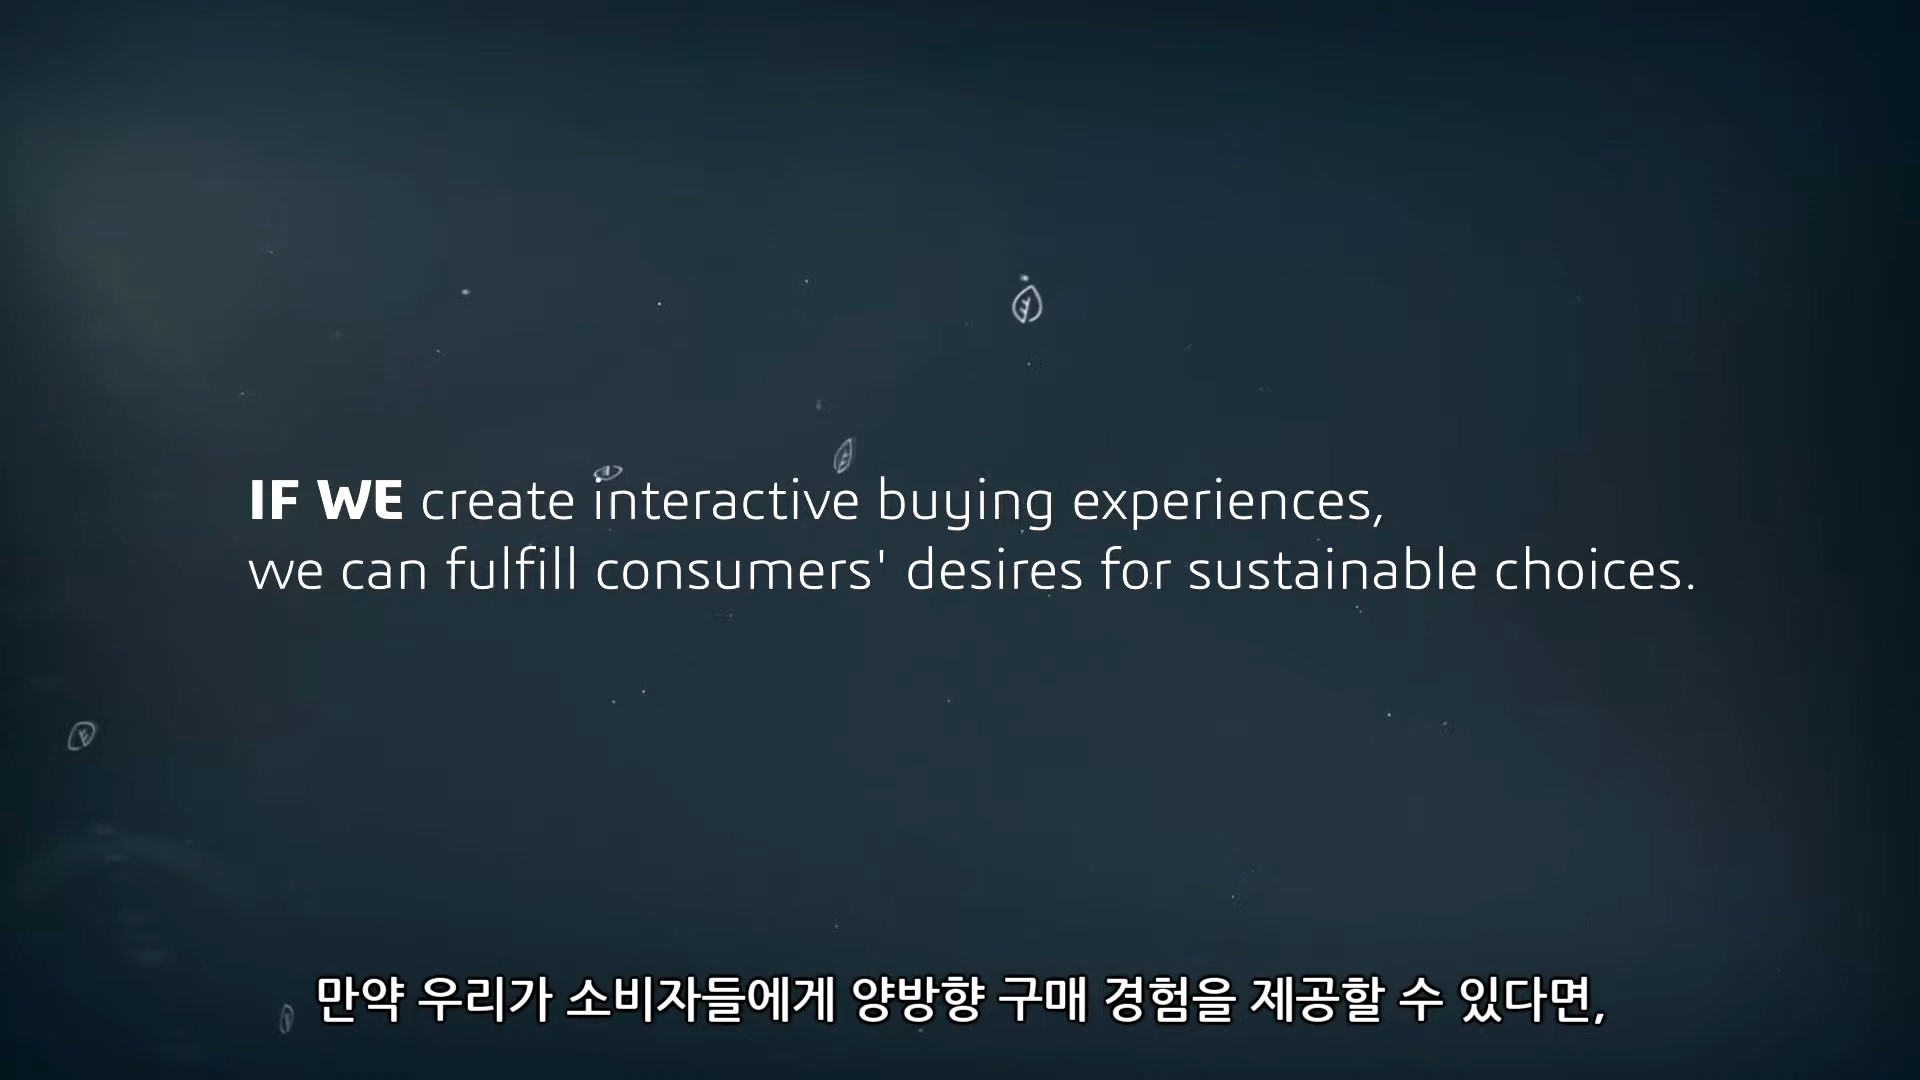 IF WE create interactive buying experiences,
we can fulfill consumers' desires for sustainable choices.
만약 우리가 소비자들에게 양방향 구매 경험을 제공할 수 있다면,